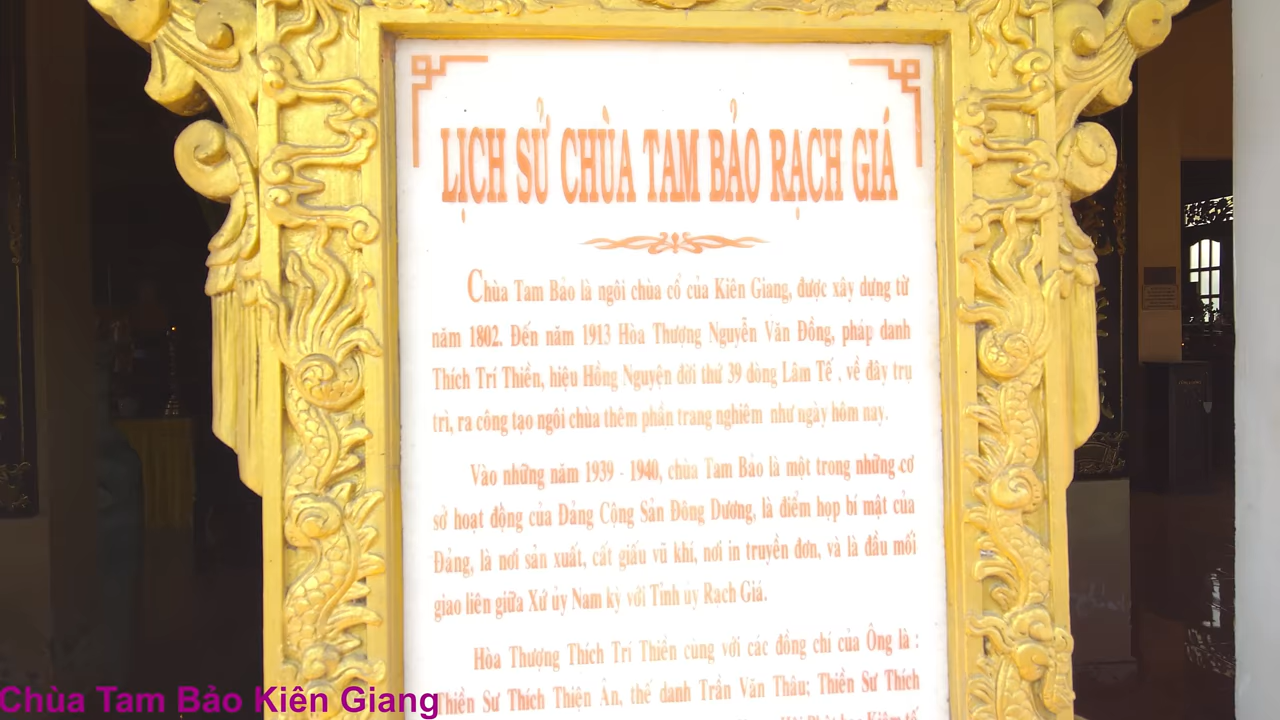 LỊCH SỬ CHÙA TAM BẢO RẠCH GIÁ
Chùa Tam Bảo là ngôi chùa cổ của Kiên Giang, được xây dựng từ
năm 1802. Đến năm 1913 Hòa Thượng Nguyễn Văn Đồng, pháp danh
Thích Trí Thiền, hiệu Hồng Nguyện đời thứ 39 dòng Lâm Tế , về đây trụ
trì, ra công tạo ngôi chùa thêm phần trang nghiêm như ngày hôm nay.
Vào những năm 1939 - 1940, chùa Tam Bảo là một trong những cơ
sở hoạt động của Đảng Cộng Sản Đông Dương, là điểm họp bí mật của
Đảng, là nơi sản xuất, cất giấu vũ khí, nơi in truyền đơn, và là đầu mối
giao liên giữa Xứ ủy Nam kỳ với Tỉnh ủy Rạch Giá.
Hòa Thượng Thích Trí Thiền cùng với các đồng chí của Ông là :
Thiền Sư Thích Thiện Ân, thế danh Trần Văn Thâu; Thiền Sư Thích
Hội Phật học Kiêm tế
Chùa Tam Bảo Kiên Giang